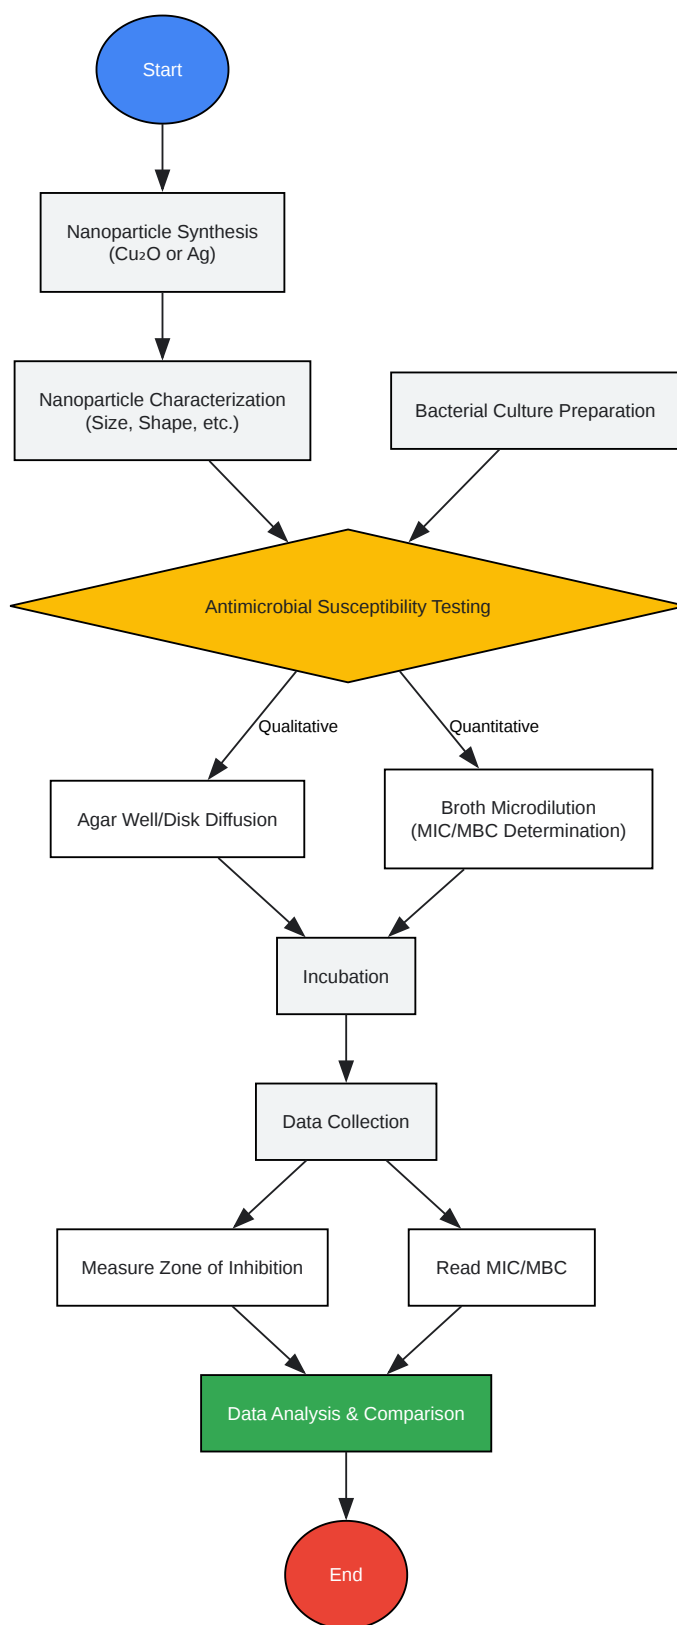 Start
Nanoparticle Synthesis
(Cu₂O or Ag)
Nanoparticle Characterization
(Size, Shape, etc.)
Bacterial Culture Preparation
Antimicrobial Susceptibility Testing
Qualitative
Quantitative
Agar Well/Disk Diffusion
Broth Microdilution
(MIC/MBC Determination)
Incubation
Data Collection
Measure Zone of Inhibition
Read MIC/MBC
Data Analysis & Comparison
End